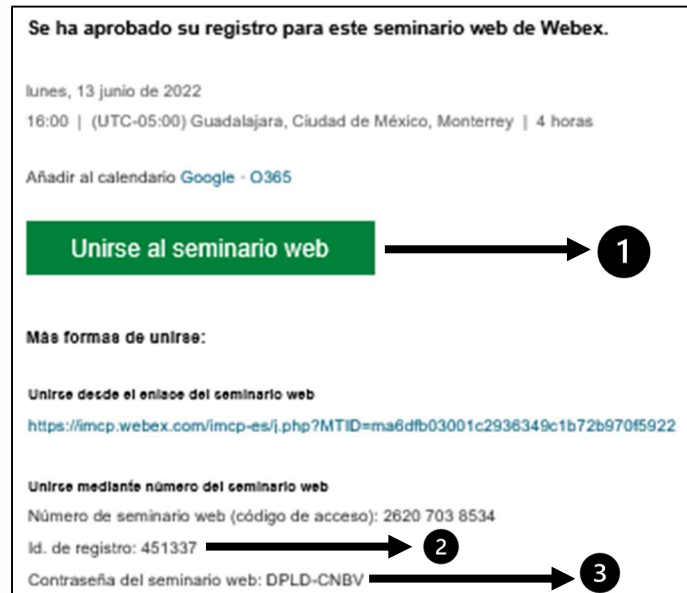 Se ha aprobado su registro para este seminario web de Webex.
lunes, 13 junio de 2022
16:00 | (UTC-05:00) Guadalajara, Ciudad de México, Monterrey | 4 horas
Añadir al calendario Google · O365
Unirse al seminario web 1
Más formas de unirse:
Unirse desde el enlace del seminario web
https://imcp.webex.com/imcp-es/j.php?MTID=ma6dfb03001c2936349c1b72b970f5922
Unirse mediante número del seminario web
Número de seminario web (código de acceso): 2620 703 8534
Id. de registro: 451337 2
Contraseña del seminario web: DPLD-CNBV 3